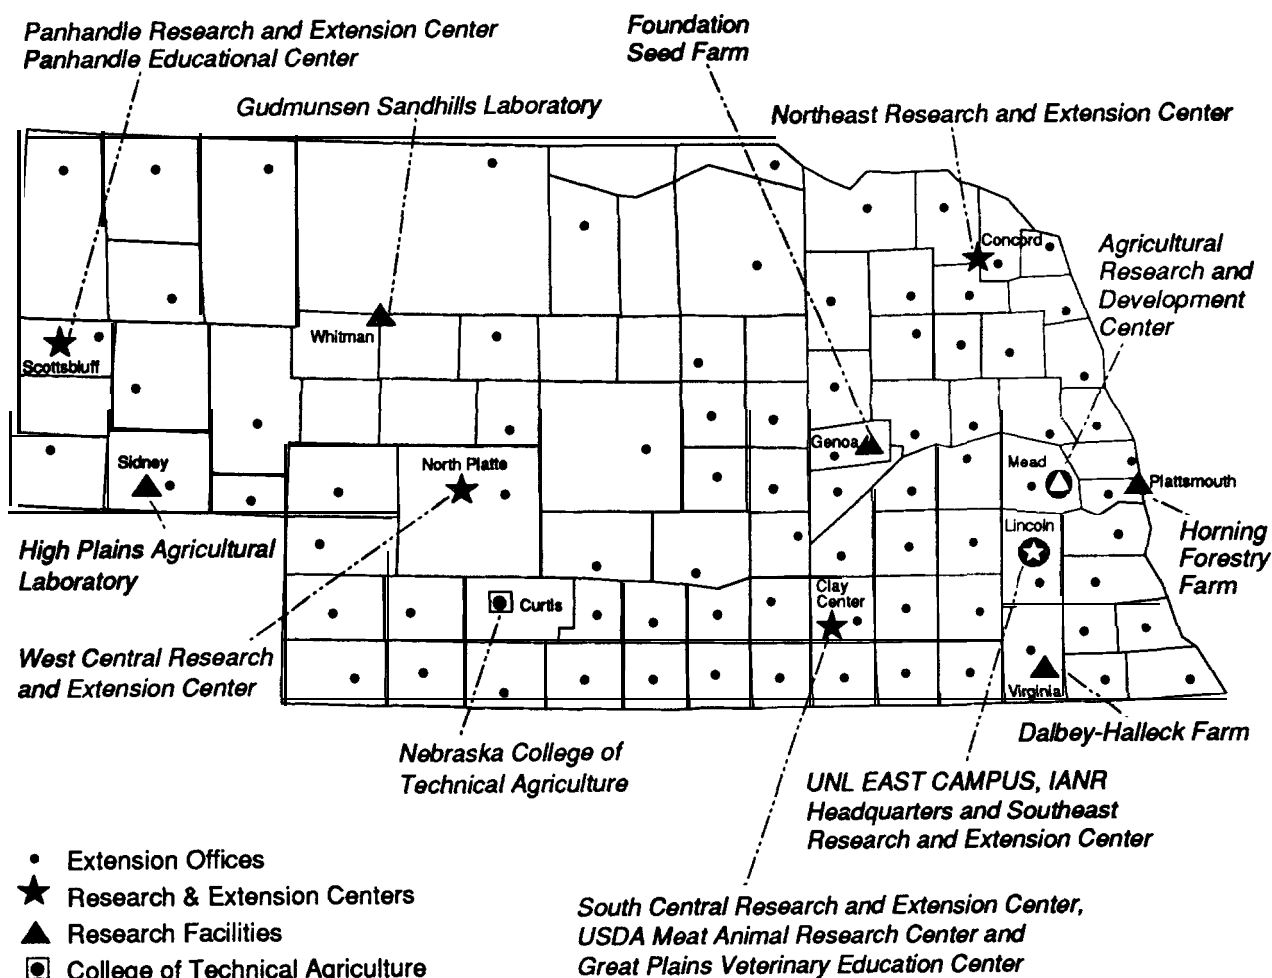 Panhandle Research and Extension Center
Panhandle Educational Center
Foundation
Seed Farm
Gudmunsen Sandhills Laboratory
Northeast Research and Extension Center
Concord
Agricultural
Research and
Development
Center
Whitman
Scottsbluff
Genoa
Sidney
North Platte
Mead
Plattsmouth
Lincoln
Horning
Forestry
Farm
High Plains Agricultural
Laboratory
Curtis
Clay
Center
West Central Research
and Extension Center
Virginia
Dalbey-Halleck Farm
Nebraska College of
Technical Agriculture
UNL EAST CAMPUS, IANR
Headquarters and Southeast
Research and Extension Center
Extension Offices
Research & Extension Centers
Research Facilities
College of Technical Agriculture
South Central Research and Extension Center,
USDA Meat Animal Research Center and
Great Plains Veterinary Education Center